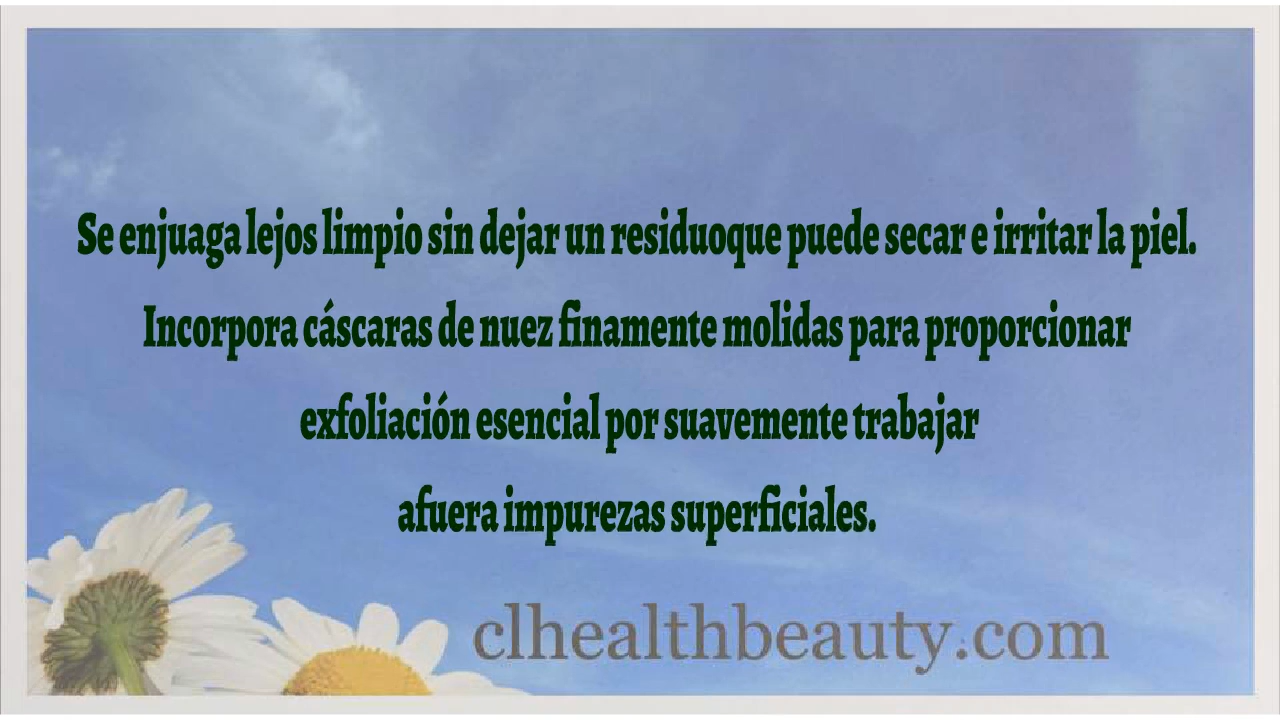 Se enjuaga lejos limpio sin dejar un residuoque puede secar e irritar la piel.
Incorpora cáscaras de nuez finamente molidas para proporcionar
exfoliación esencial por suavemente trabajar
afuera impurezas superficiales.
clhealthbeauty.com